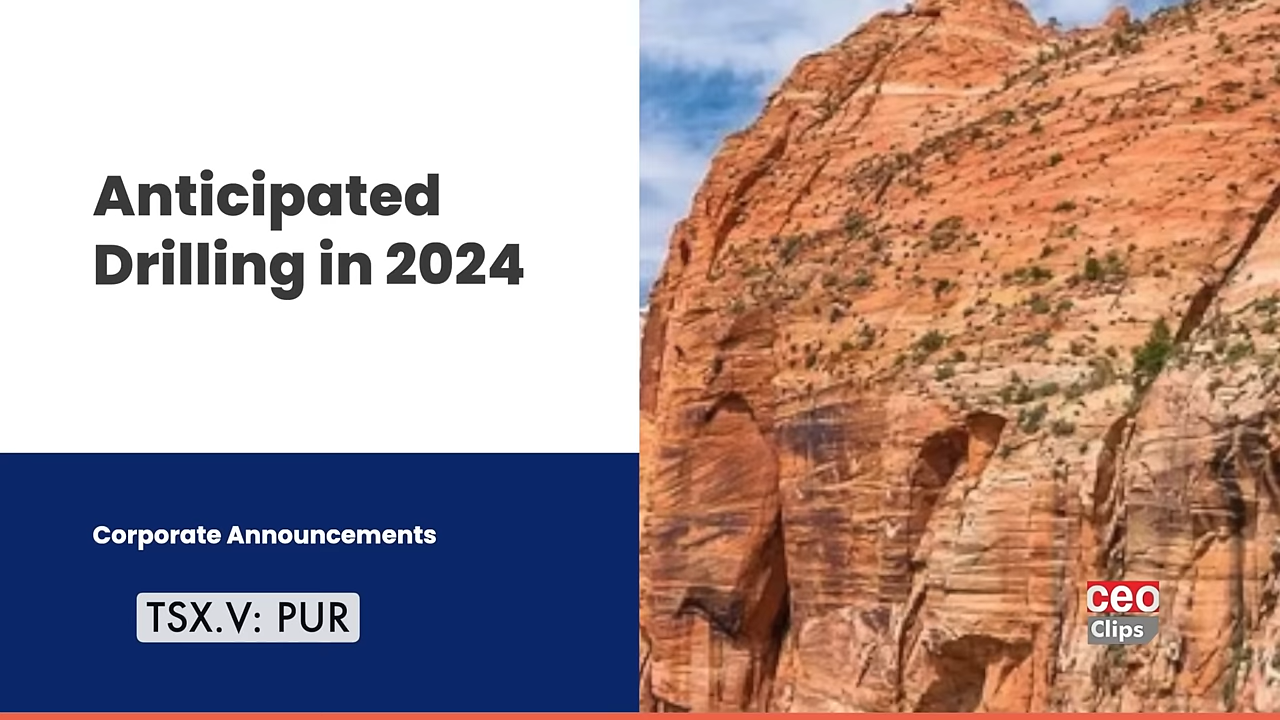 Anticipated
Drilling in 2024
Corporate Announcements
TSX.V: PUR
ceo
Clips